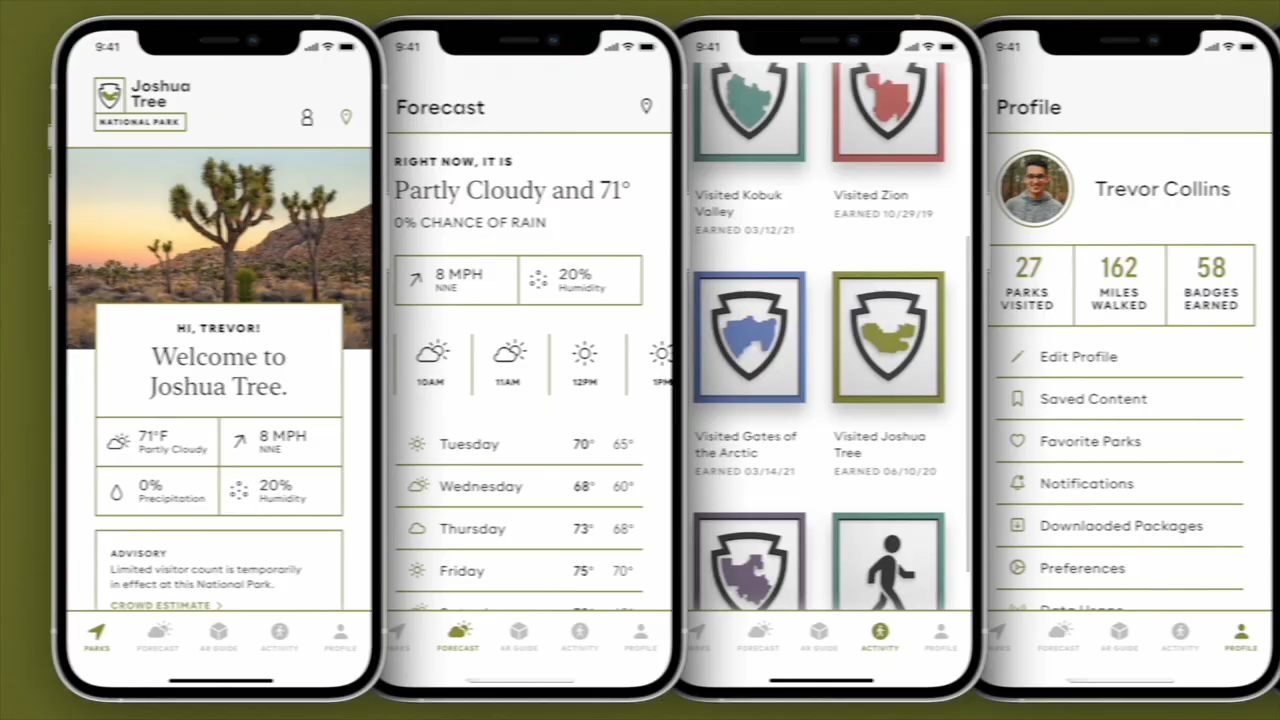 9:41
Joshua
Tree
NATIONAL PARK
HI, TREVOR!
Welcome to
Joshua Tree.
71°F
Partly Cloudy
8 MPH
NNE
0%
Precipitation
20%
Humidity
ADVISORY
Limited visitor count is temporarily
in effect at this National Park.
CROWD ESTIMATE >
PARKS
FORECAST
AR GUIDE
ACTIVITY
PROFILE
9:41
Forecast
RIGHT NOW, IT IS
Partly Cloudy and 71°
0% CHANCE OF RAIN
8 MPH
NNE
20%
Humidity
10AM
11AM
12PM
1PM
Tuesday 70° 65°
Wednesday 68° 60°
Thursday 73° 68°
Friday 75° 70°
ARKS
FORECAST
AR GUIDE
ACTIVITY
PROFILE
9:41
Visited Kobuk
Valley
EARNED 03/12/21
Visited Zion
EARNED 10/29/19
Visited Gates of
the Arctic
EARNED 03/14/21
Visited Joshua
Tree
EARNED 06/10/20
ARKS
FORECAST
AR GUIDE
ACTIVITY
PROFILE
9:41
Profile
Trevor Collins
27
PARKS
VISITED
162
MILES
WALKED
58
BADGES
EARNED
Edit Profile
Saved Content
Favorite Parks
Notifications
Downlaoded Packages
Preferences
Data Usage
ARKS
FORECAST
AR GUIDE
ACTIVITY
PROFILE